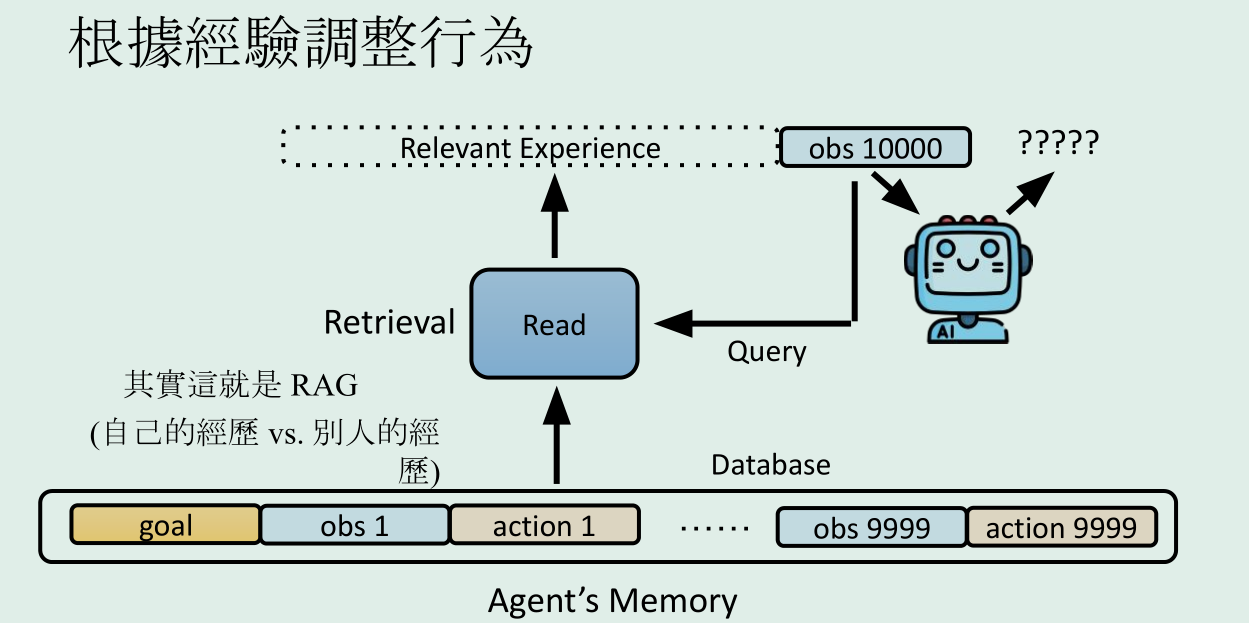 根據經驗調整行為
Relevant Experience
obs 10000
?????
Retrieval
Read
AI
Query
其實這就是 RAG
(自己的經歷 vs. 別人的經
歷)
Database
goal
obs 1
action 1
······
obs 9999
action 9999
Agent’s Memory